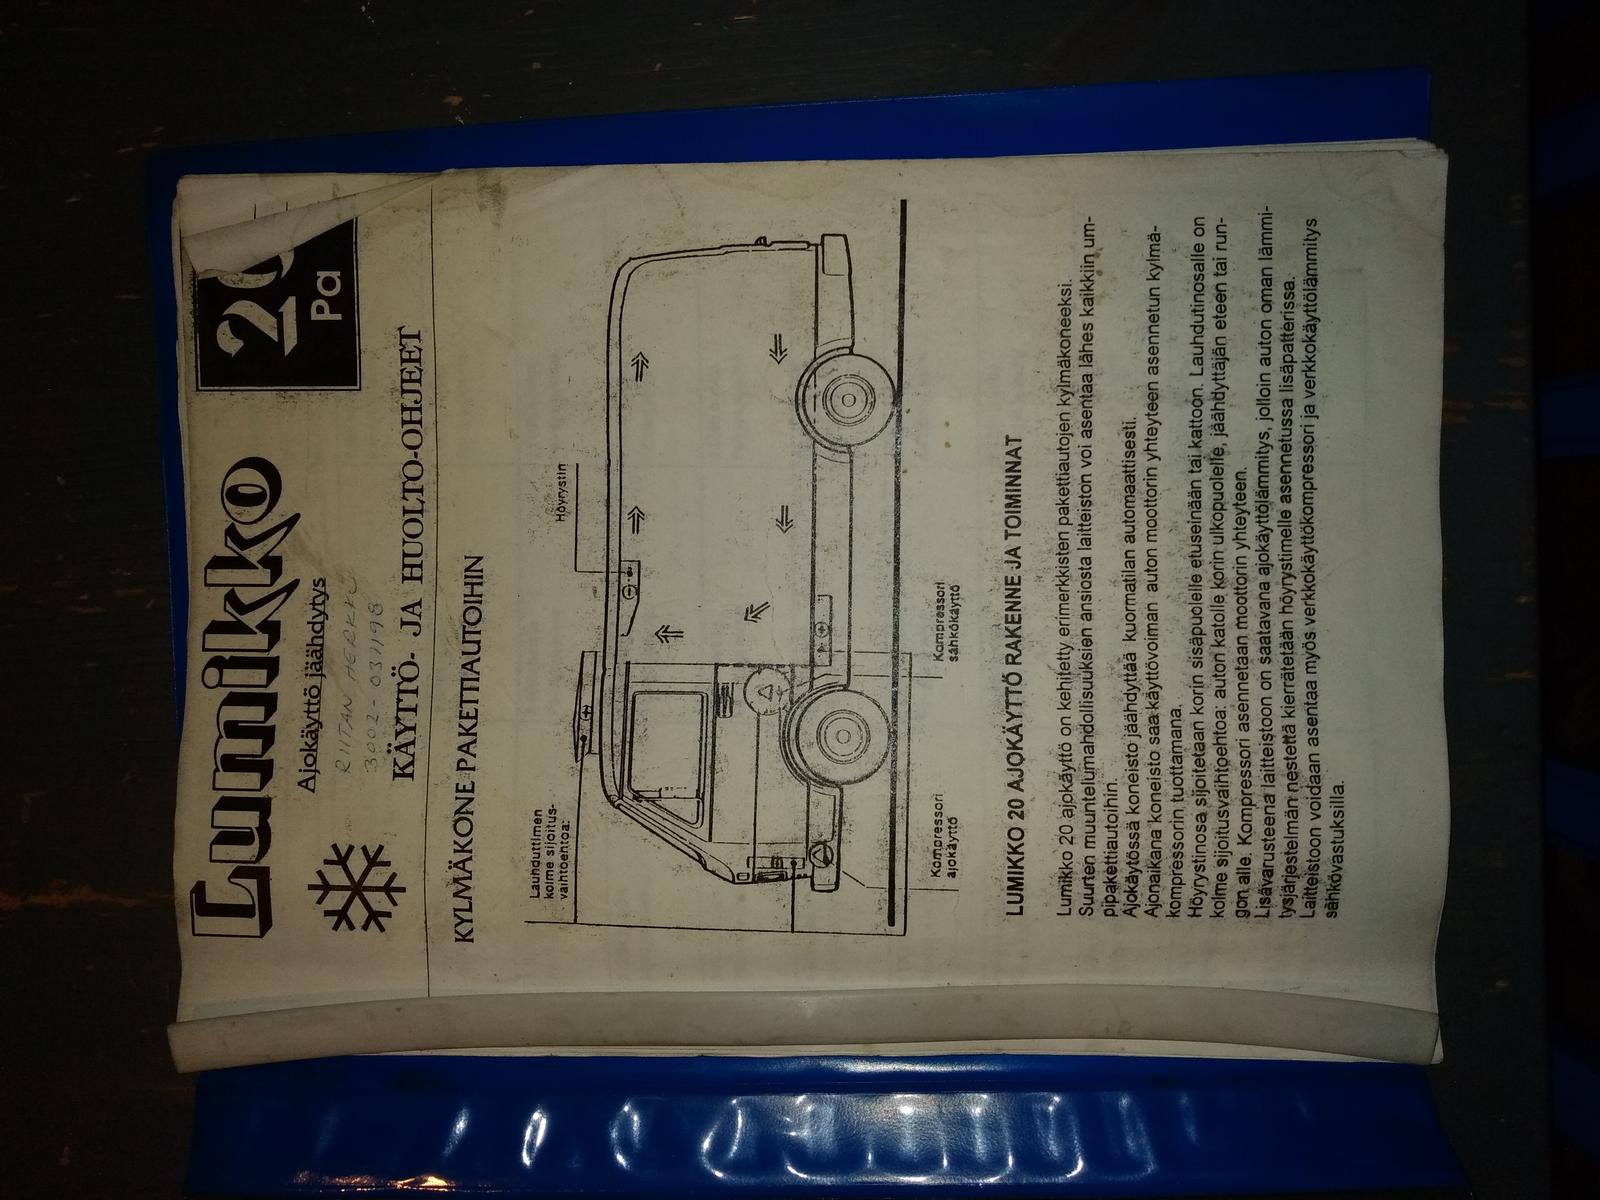 Lumikko
20
Pa
Ajokäyttö jäähdytys
RIITAN HERKKU
3002-031198
KÄYTTÖ- JA HUOLTO-OHJEET
KYLMÄKONE PAKETTIAUTOIHIN
Lauhduttimen
kolme sijoitus-
vaihtoehtoa:
Höyrystin
Kompressori
ajokäyttö
Kompressori
sähkökäyttö
LUMIKKO 20 AJOKÄYTTÖ RAKENNE JA TOIMINNAT
Lumikko 20 ajokäyttö on kehitetty erimerkkisten pakettiautojen kylmäkoneeksi.
Suurten muuntelumahdollisuuksien ansiosta laitteiston voi asentaa lähes kaikkiin um-
pipakettiautoihin.
Ajokäytössä koneisto jäähdyttää kuormatilan automaattisesti.
Ajonaikana koneisto saa käyttövoiman auton moottorin yhteyteen asennetun kylmä-
kompressorin tuottamana.
Höyrystinosa sijoitetaan korin sisäpuolelle etuseinään tai kattoon. Lauhdutinosalle on
kolme sijoitusvaihtoehtoa: auton katolle korin ulkopuolelle, jäähdyttäjän eteen tai run-
gon alle. Kompressori asennetaan moottorin yhteyteen.
Lisävarusteena laitteistoon on saatavana ajokäyttölämmitys, jolloin auton oman lämmi-
tysjärjestelmän nestettä kierrätetään höyrystimelle asennetussa lisäpatterissa.
Laitteistoon voidaan asentaa myös verkkokäyttökompressori ja verkkokäyttölämmitys
sähkövastuksilla.